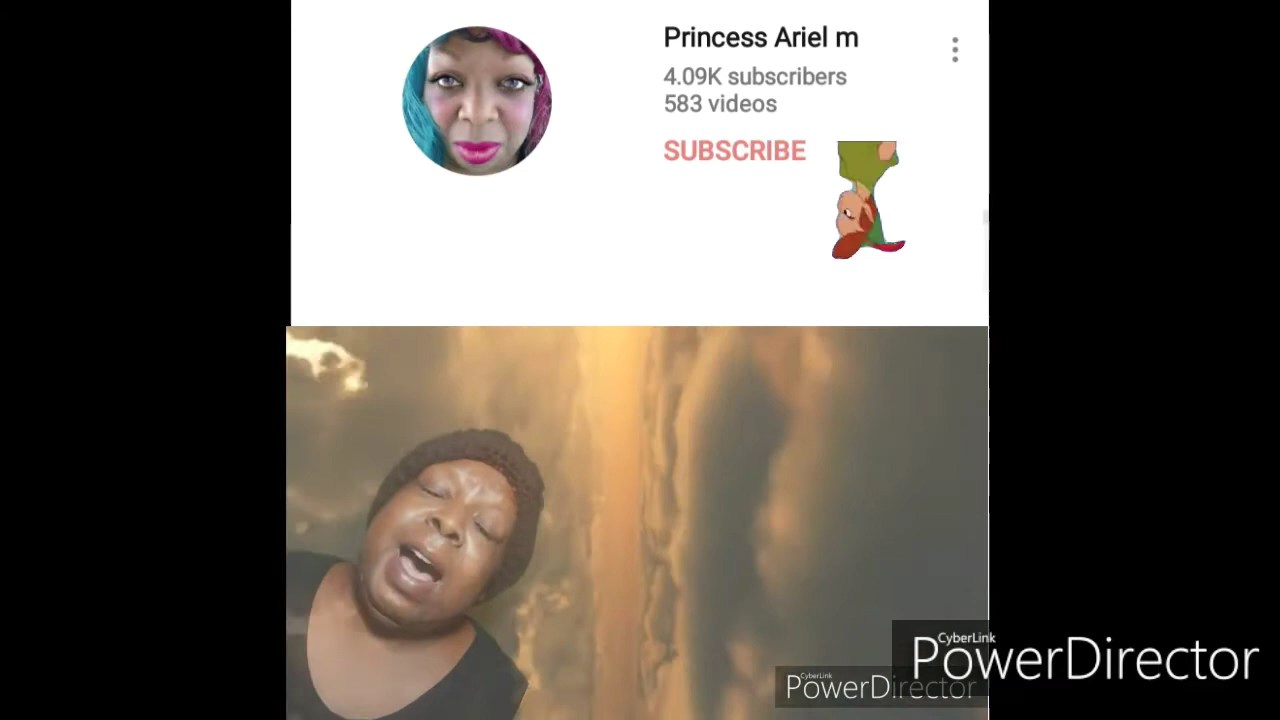 Princess Ariel m
4.09K subscribers
583 videos
SUBSCRIBE
CyberLink
PowerDirector
CyberLink
PowerDirector